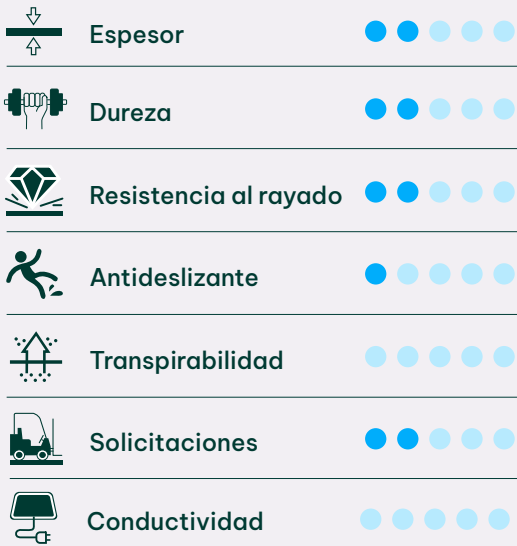 Espesor
Dureza
Resistencia al rayado
Antideslizante
Transpirabilidad
Solicitaciones
Conductividad